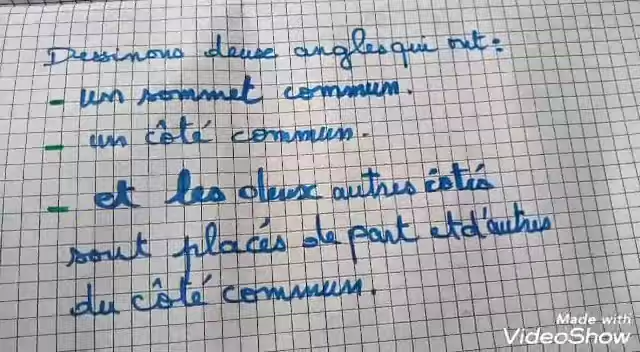 Dessinons deux angles qui ont:
- un sommet commun.
- un côté commun.
- et les deux autres côtés
sont placés de part et d'autres
du côté commun.
Made with
VideoShow